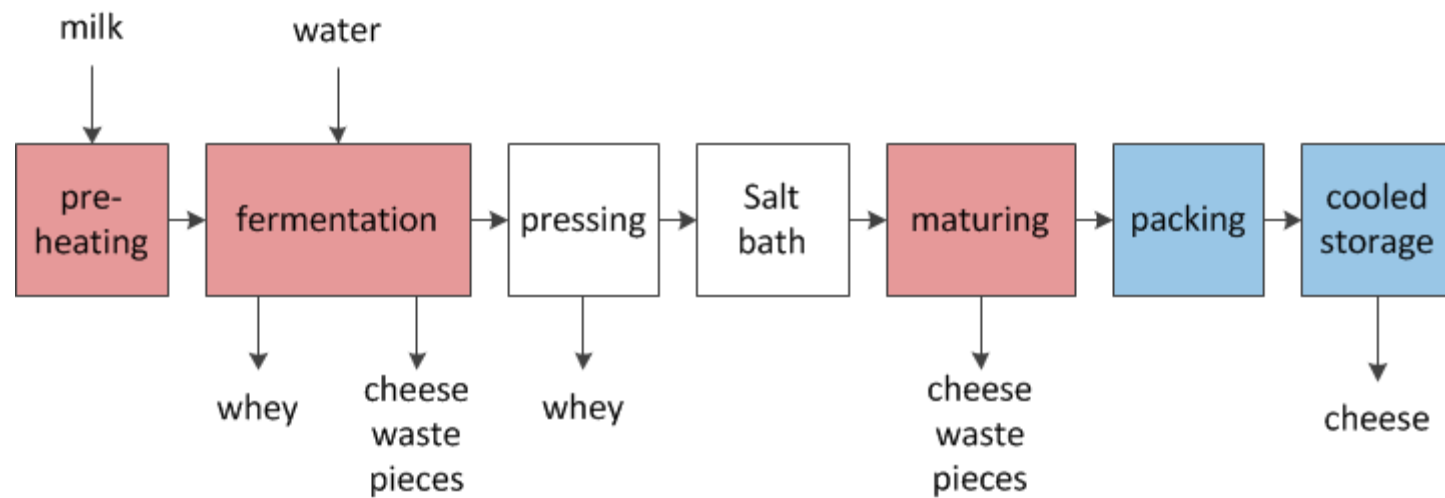 milk
water
pre-
heating
fermentation
pressing
Salt
bath
maturing
packing
cooled
storage
whey
cheese
waste
pieces
whey
cheese
waste
pieces
cheese